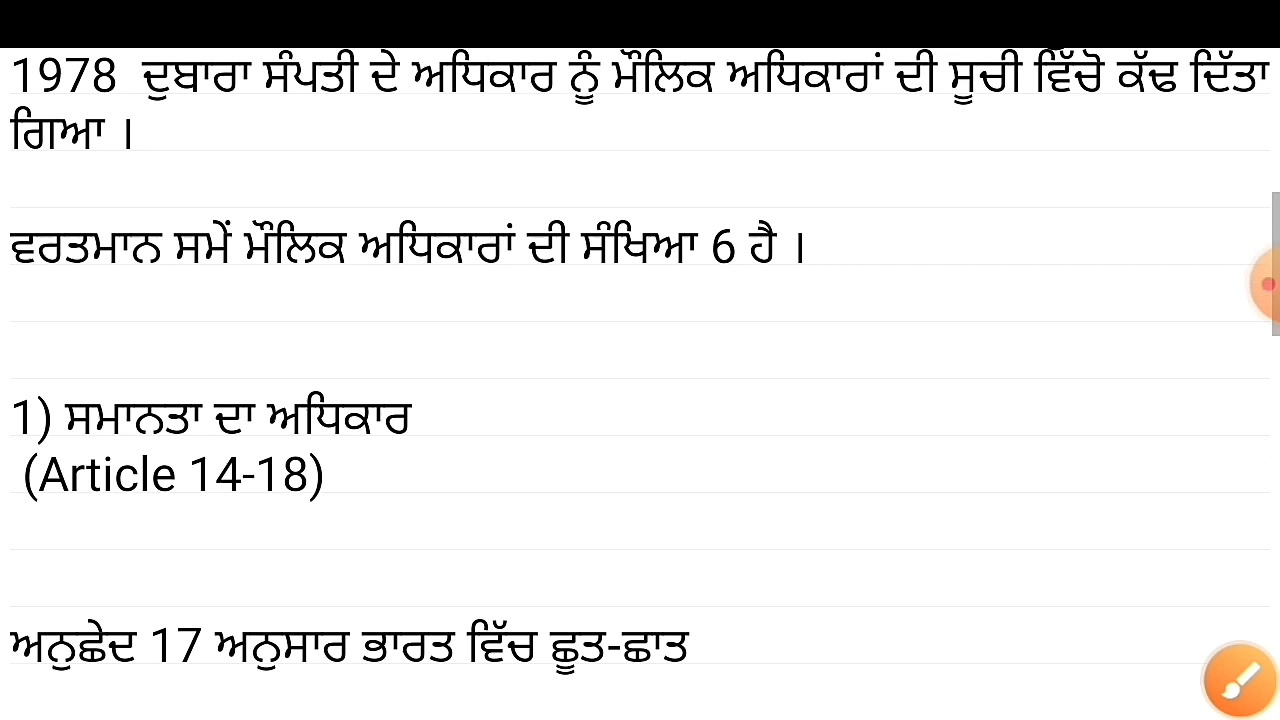 1978 ਦੁਬਾਰਾ ਸੰਪਤੀ ਦੇ ਅਧਿਕਾਰ ਨੂੰ ਮੌਲਿਕ ਅਧਿਕਾਰਾਂ ਦੀ ਸੂਚੀ ਵਿੱਚੋ ਕੱਢ ਦਿੱਤਾ
ਗਿਆ ।
ਵਰਤਮਾਨ ਸਮੇਂ ਮੌਲਿਕ ਅਧਿਕਾਰਾਂ ਦੀ ਸੰਖਿਆ 6 ਹੈ ।
1) ਸਮਾਨਤਾ ਦਾ ਅਧਿਕਾਰ
(Article 14-18)
ਅਨੁਛੇਦ 17 ਅਨੁਸਾਰ ਭਾਰਤ ਵਿੱਚ ਛੂਤ-ਛਾਤ